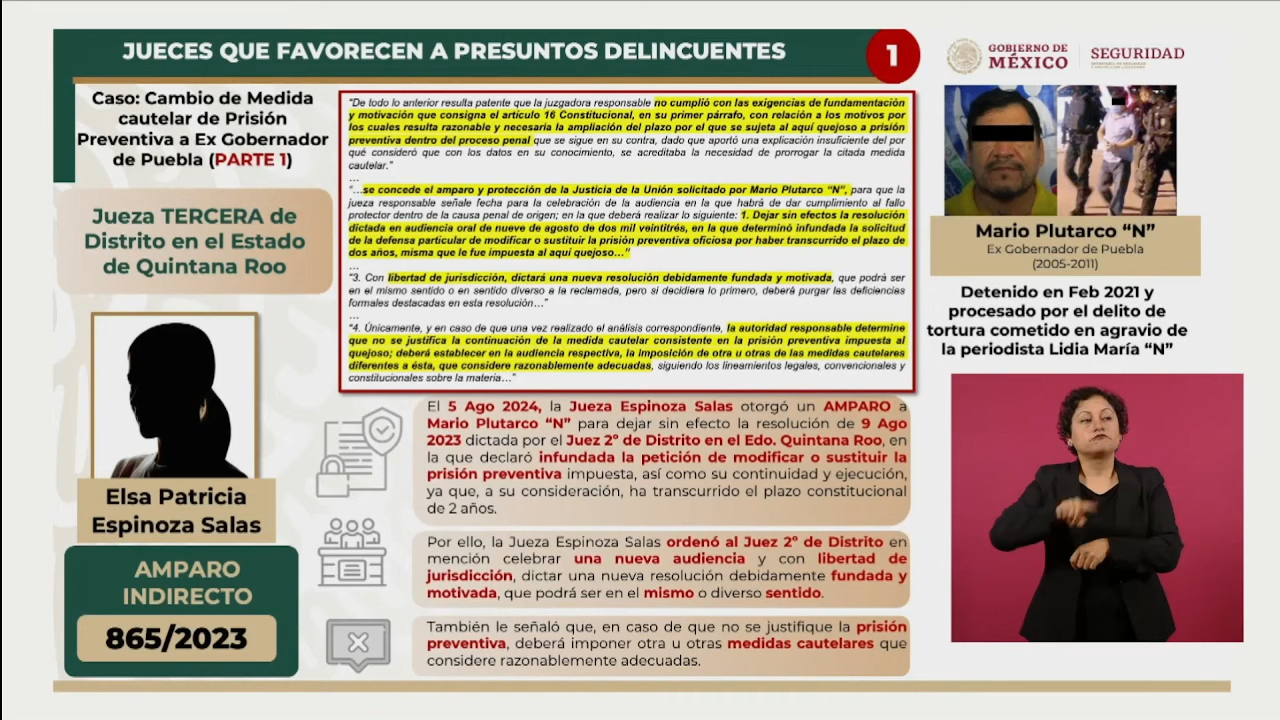 JUECES QUE FAVORECEN A PRESUNTOS DELINCUENTES
1
GOBIERNO DE
MÉXICO
SEGURIDAD
Caso: Cambio de Medida
cautelar de Prisión
Preventiva a Ex Gobernador
de Puebla (PARTE 1)
Jueza TERCERA de
Distrito en el Estado
de Quintana Roo
Elsa Patricia
Espinoza Salas
AMPARO
INDIRECTO
865/2023
“De todo lo anterior resulta patente que la juzgadora responsable no cumplió con las exigencias de fundamentación
y motivación que consigna el artículo 16 Constitucional, en su primer párrafo, con relación a los motivos por
los cuales resulta razonable y necesaria la ampliación del plazo por el que se sujeta al aquí quejoso a prisión
preventiva dentro del proceso penal que se sigue en su contra, dado que aportó una explicación insuficiente del por
qué consideró que con los datos en su conocimiento, se acreditaba la necesidad de prorrogar la citada medida
cautelar.”
...
“...se concede el amparo y protección de la Justicia de la Unión solicitado por Mario Plutarco “N”, para que la
jueza responsable señale fecha para la celebración de la audiencia en la que habrá de dar cumplimiento al fallo
protector dentro de la causa penal de origen; en la que deberá realizar lo siguiente: 1. Dejar sin efectos la resolución
dictada en audiencia oral de nueve de agosto de dos mil veintitrés, en la que determinó infundada la solicitud
de la defensa particular de modificar o sustituir la prisión preventiva oficiosa por haber transcurrido el plazo de
dos años, misma que le fue impuesta al aquí quejoso...”
...
“3. Con libertad de jurisdicción, dictará una nueva resolución debidamente fundada y motivada, que podrá ser
en el mismo sentido o en sentido diverso a la reclamada, pero si decidiera lo primero, deberá purgar las deficiencias
formales destacadas en esta resolución...”
...
“4. Únicamente, y en caso de que una vez realizado el análisis correspondiente, la autoridad responsable determine
que no se justifica la continuación de la medida cautelar consistente en la prisión preventiva impuesta al
quejoso; deberá establecer en la audiencia respectiva, la imposición de otra u otras de las medidas cautelares
diferentes a ésta, que considere razonablemente adecuadas, siguiendo los lineamientos legales, convencionales y
constitucionales sobre la materia...”
El 5 Ago 2024, la Jueza Espinoza Salas otorgó un AMPARO a
Mario Plutarco “N” para dejar sin efecto la resolución de 9 Ago
2023 dictada por el Juez 2º de Distrito en el Edo. Quintana Roo, en
la que declaró infundada la petición de modificar o sustituir la
prisión preventiva impuesta, así como su continuidad y ejecución,
ya que, a su consideración, ha transcurrido el plazo constitucional
de 2 años.
Por ello, la Jueza Espinoza Salas ordenó al Juez 2º de Distrito en
mención celebrar una nueva audiencia y con libertad de
jurisdicción, dictar una nueva resolución debidamente fundada y
motivada, que podrá ser en el mismo o diverso sentido.
También le señaló que, en caso de que no se justifique la prisión
preventiva, deberá imponer otra u otras medidas cautelares que
considere razonablemente adecuadas.
Mario Plutarco “N”
Ex Gobernador de Puebla
(2005-2011)
Detenido en Feb 2021 y
procesado por el delito de
tortura cometido en agravio de
la periodista Lidia María “N”